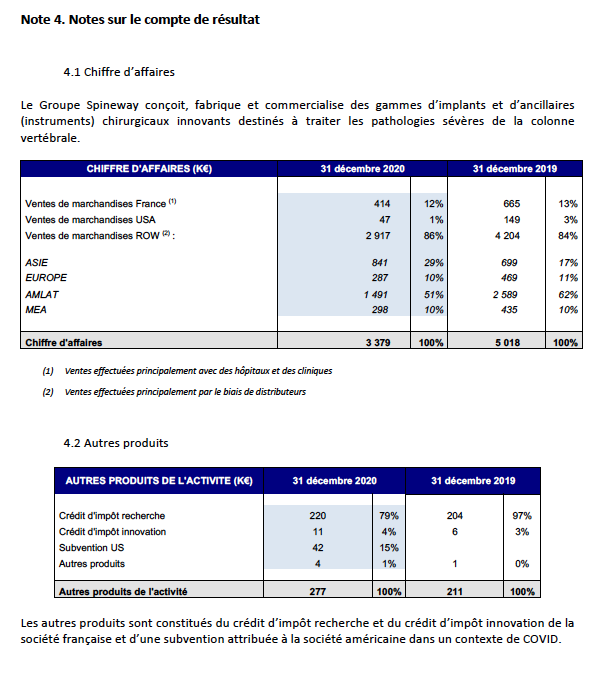 Note 4. Notes sur le compte de résultat
4.1 Chiffre d'affaires
Le Groupe Spineway conçoit, fabrique et commercialise des gammes d'implants et d'ancillaires
(instruments) chirurgicaux innovants destinés à traiter les pathologies sévères de la colonne
vertébrale.
CHIFFRE D'AFFAIRES (K€) 31 décembre 2020 31 décembre 2019
Ventes de marchandises France (1) 414 12% 665 13%
Ventes de marchandises USA 47 1% 149 3%
Ventes de marchandises ROW (2) : 2 917 86% 4 204 84%
ASIE 841 29% 699 17%
EUROPE 287 10% 469 11%
AMLAT 1 491 51% 2 589 62%
MEA 298 10% 435 10%
Chiffre d'affaires 3 379 100% 5 018 100%
(1) Ventes effectuées principalement avec des hôpitaux et des cliniques
(2) Ventes effectuées principalement par le biais de distributeurs
4.2 Autres produits
AUTRES PRODUITS DE L'ACTIVITE (K€) 31 décembre 2020 31 décembre 2019
Crédit d'impôt recherche 220 79% 204 97%
Crédit d'impôt innovation 11 4% 6 3%
Subvention US 42 15%
Autres produits 4 1% 1 0%
Autres produits de l'activité 277 100% 211 100%
Les autres produits sont constitués du crédit d'impôt recherche et du crédit d'impôt innovation de la
société française et d'une subvention attribuée à la société américaine dans un contexte de COVID.